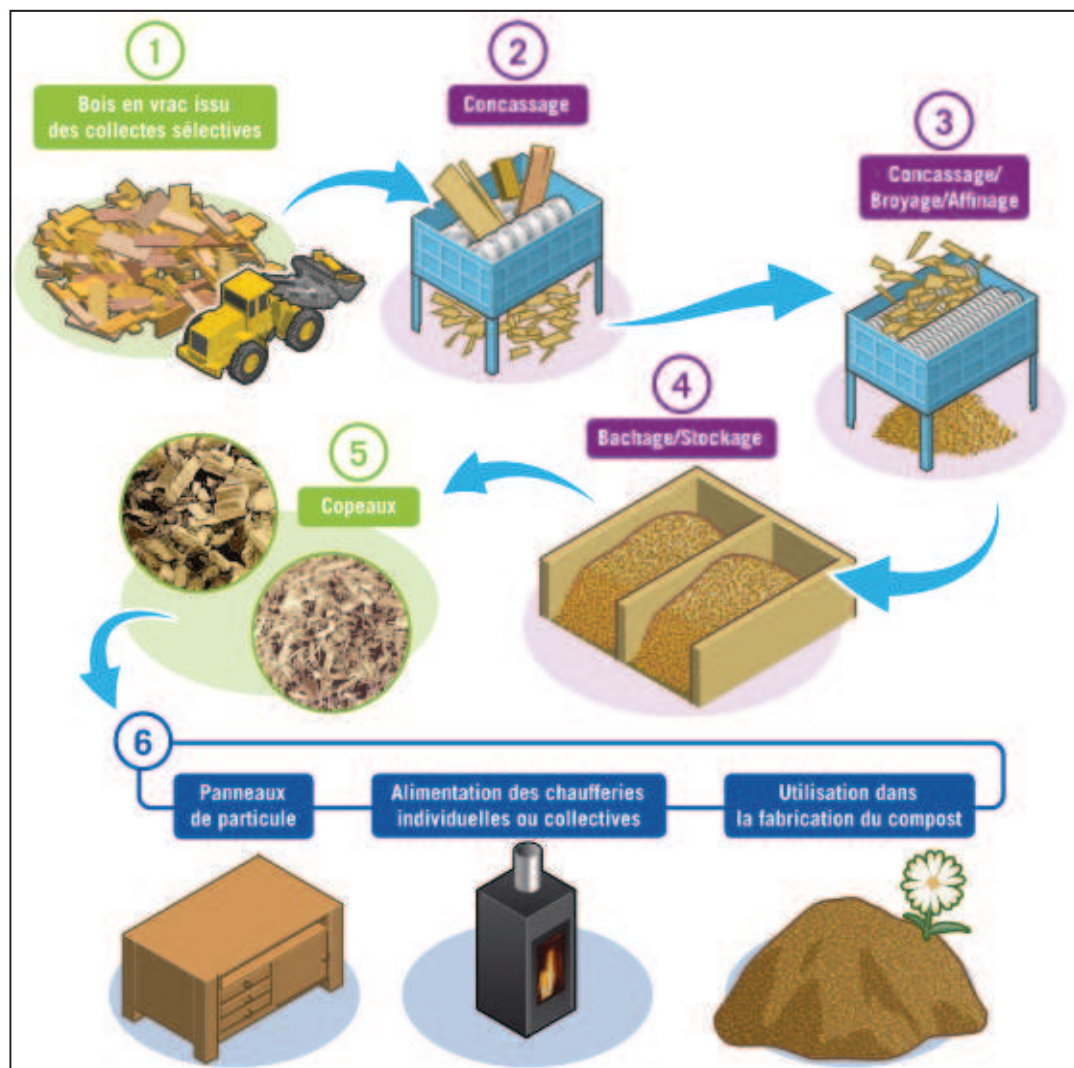 1
Bois en vrac issu
des collectes sélectives
2
Concassage
3
Concassage/
Broyage/Affinage
4
Bachage/Stockage
5
Copeaux
6
Panneaux
de particule
Alimentation des chaufferies
individuelles ou collectives
Utilisation dans
la fabrication du compost